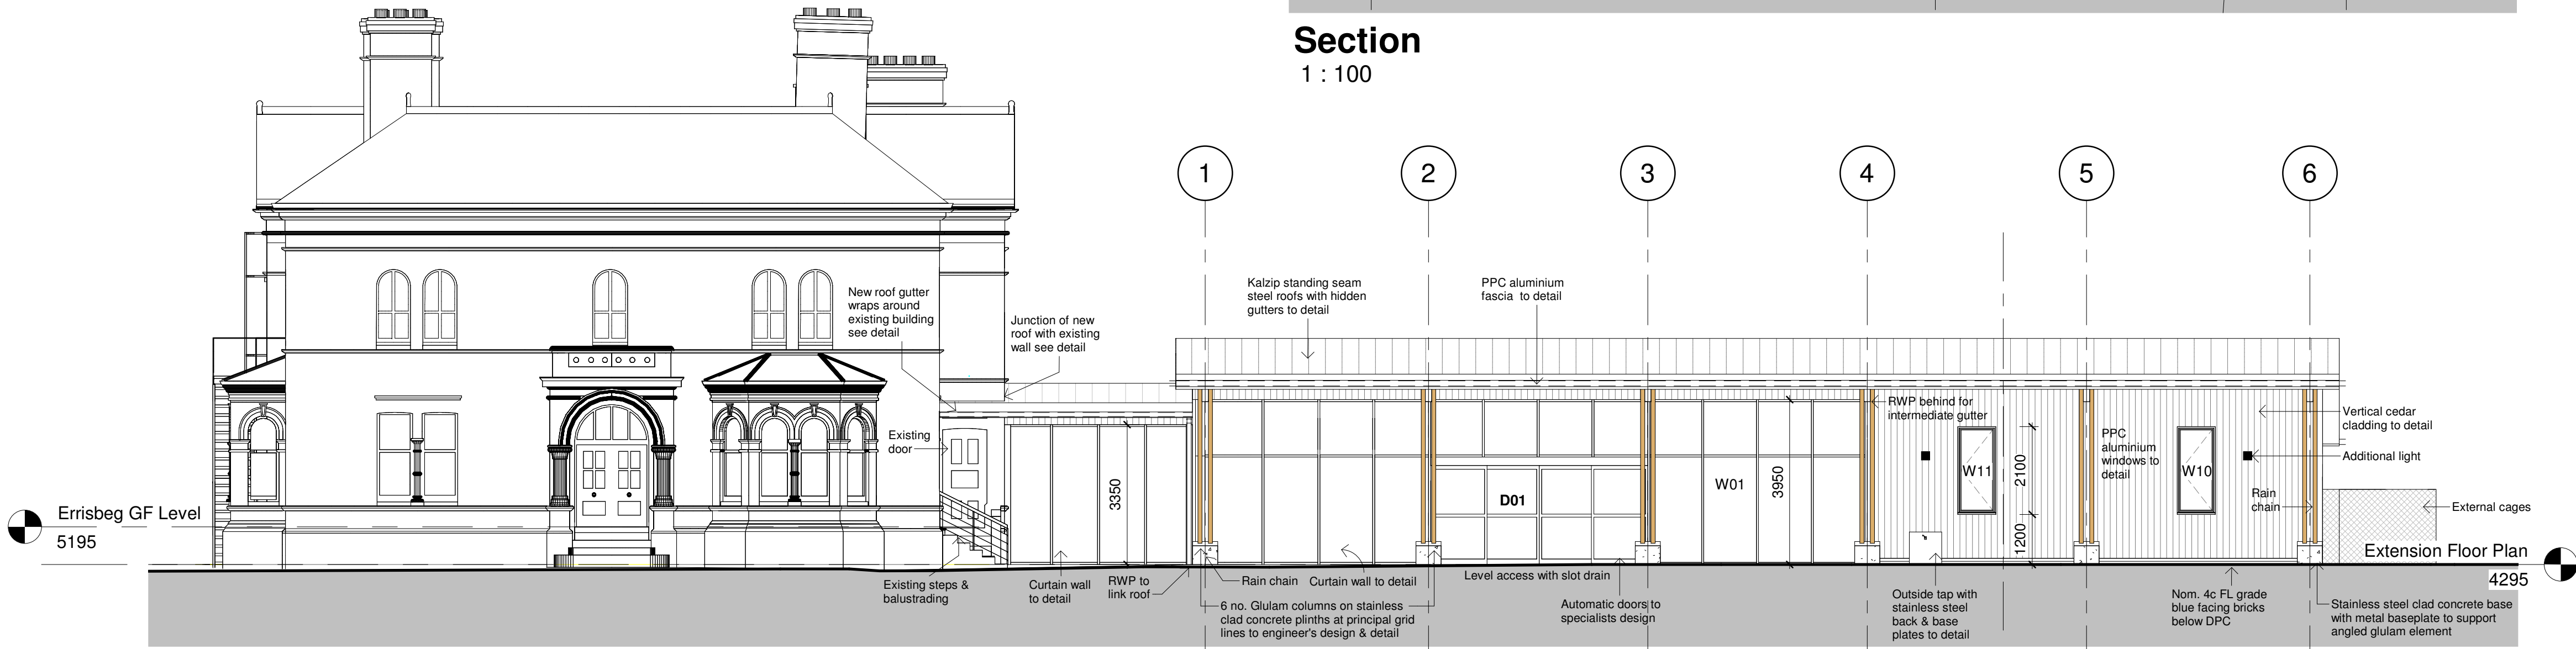 Section
1 : 100
1
2
3
4
5
6
New roof gutter
wraps around
existing building
see detail
Junction of new
roof with existing
wall see detail
Kalzip standing seam
steel roofs with hidden
gutters to detail
PPC aluminium
fascia to detail
RWP behind for
intermediate gutter
Vertical cedar
cladding to detail
Existing
door
PPC
aluminium
windows to
detail
Additional light
W11
W10
W01
D01
3350
3950
2100
1200
Rain
chain
External cages
Errisbeg GF Level
5195
Extension Floor Plan
4295
Existing steps &
balustrading
Curtain wall
to detail
RWP to
link roof
Rain chain
Curtain wall to detail
Level access with slot drain
6 no. Glulam columns on stainless
clad concrete plinths at principal grid
lines to engineer's design & detail
Automatic doors to
specialists design
Outside tap with
stainless steel
back & base
plates to detail
Nom. 4c FL grade
blue facing bricks
below DPC
Stainless steel clad concrete base
with metal baseplate to support
angled glulam element